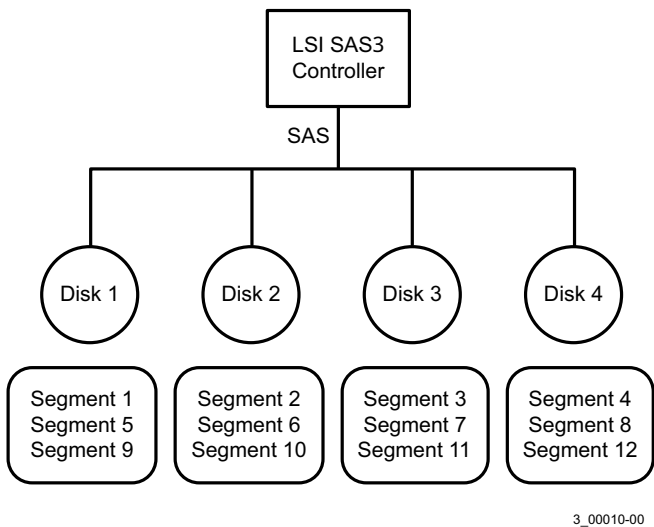 LSI SAS3
Controller
SAS
Disk 1
Disk 2
Disk 3
Disk 4
Segment 1
Segment 5
Segment 9
Segment 2
Segment 6
Segment 10
Segment 3
Segment 7
Segment 11
Segment 4
Segment 8
Segment 12
3_00010-00